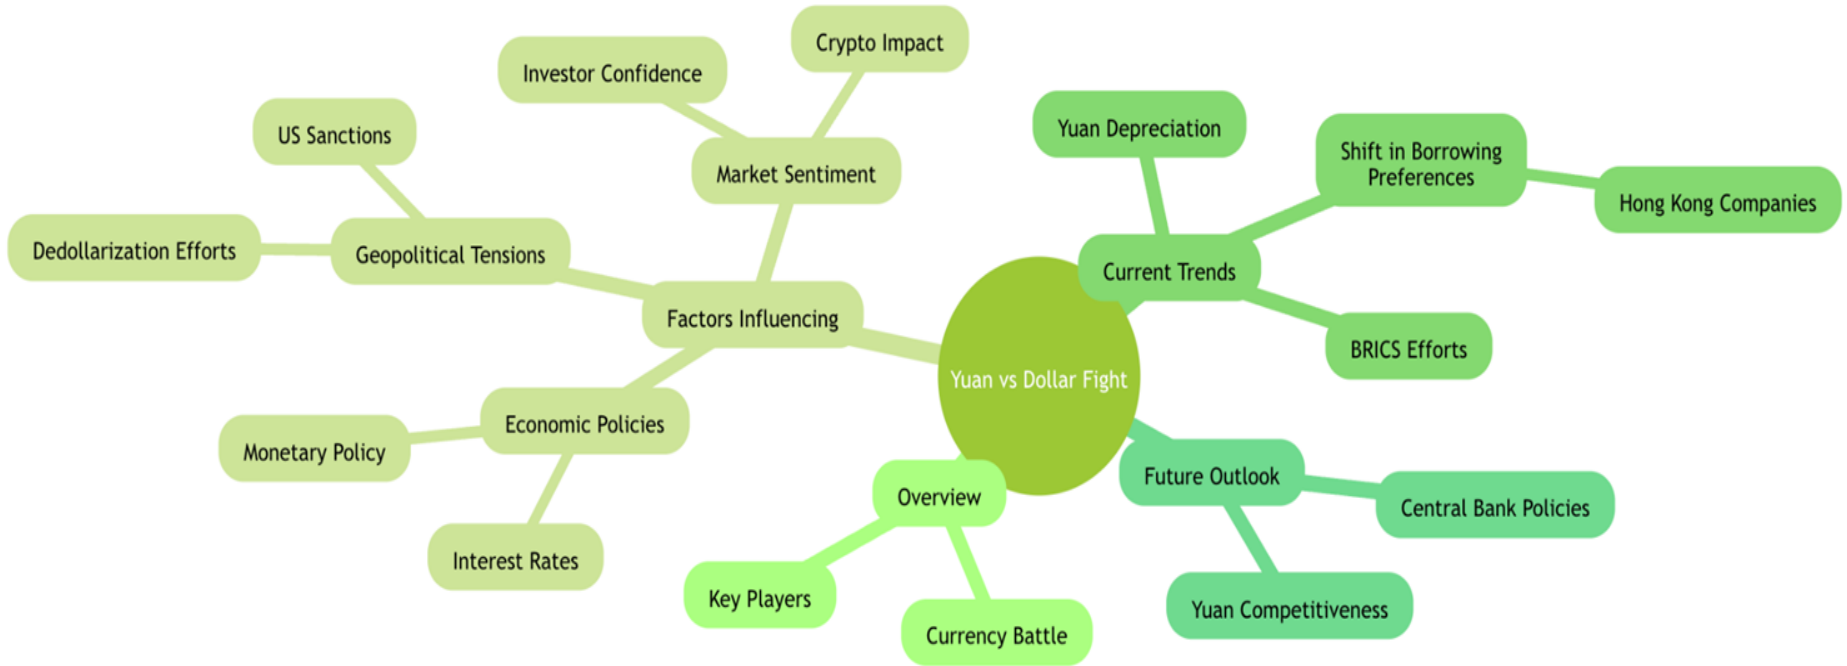 Crypto Impact
Investor Confidence
US Sanctions
Market Sentiment
Dedollarization Efforts
Geopolitical Tensions
Factors Influencing
Economic Policies
Monetary Policy
Interest Rates
Yuan vs Dollar Fight
Yuan Depreciation
Shift in Borrowing
Preferences
Hong Kong Companies
Current Trends
BRICS Efforts
Overview
Key Players
Currency Battle
Future Outlook
Central Bank Policies
Yuan Competitiveness